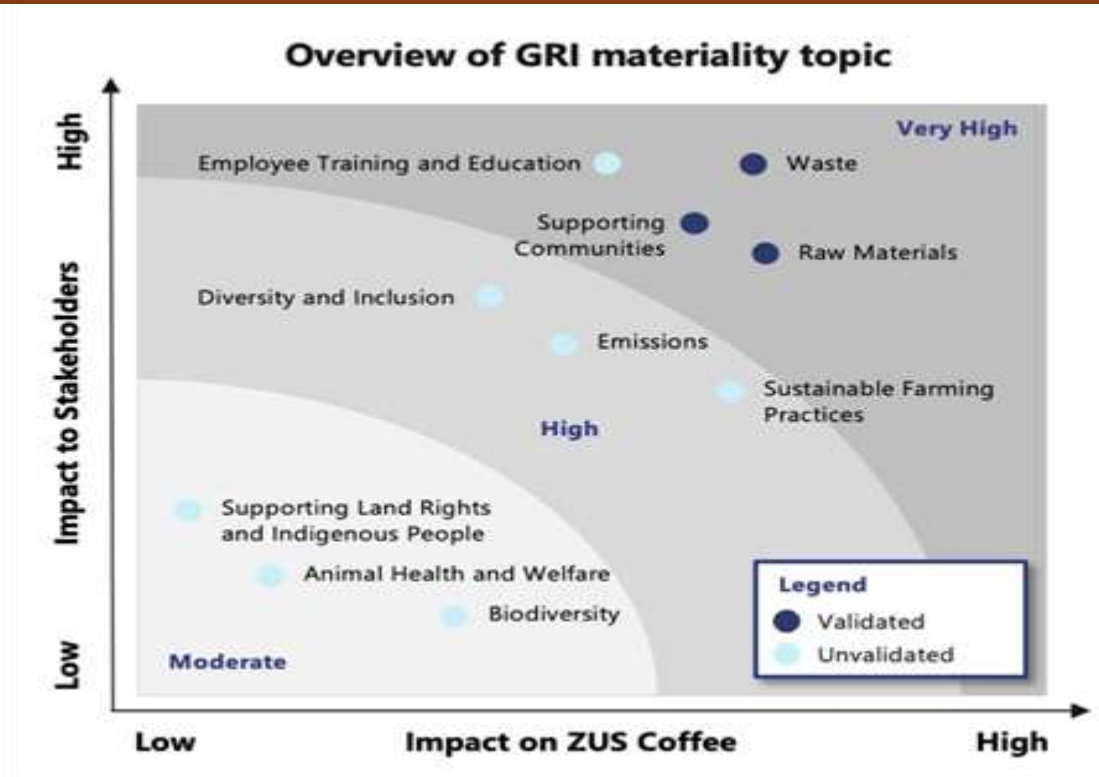 Overview of GRI materiality topic
High
Very High
Employee Training and Education
Waste
Supporting
Communities
Raw Materials
Diversity and Inclusion
Emissions
Sustainable Farming
Practices
High
Impact to Stakeholders
Supporting Land Rights
and Indigenous People
Animal Health and Welfare
Biodiversity
Moderate
Low
Legend
Validated
Unvalidated
Low
Impact on ZUS Coffee
High